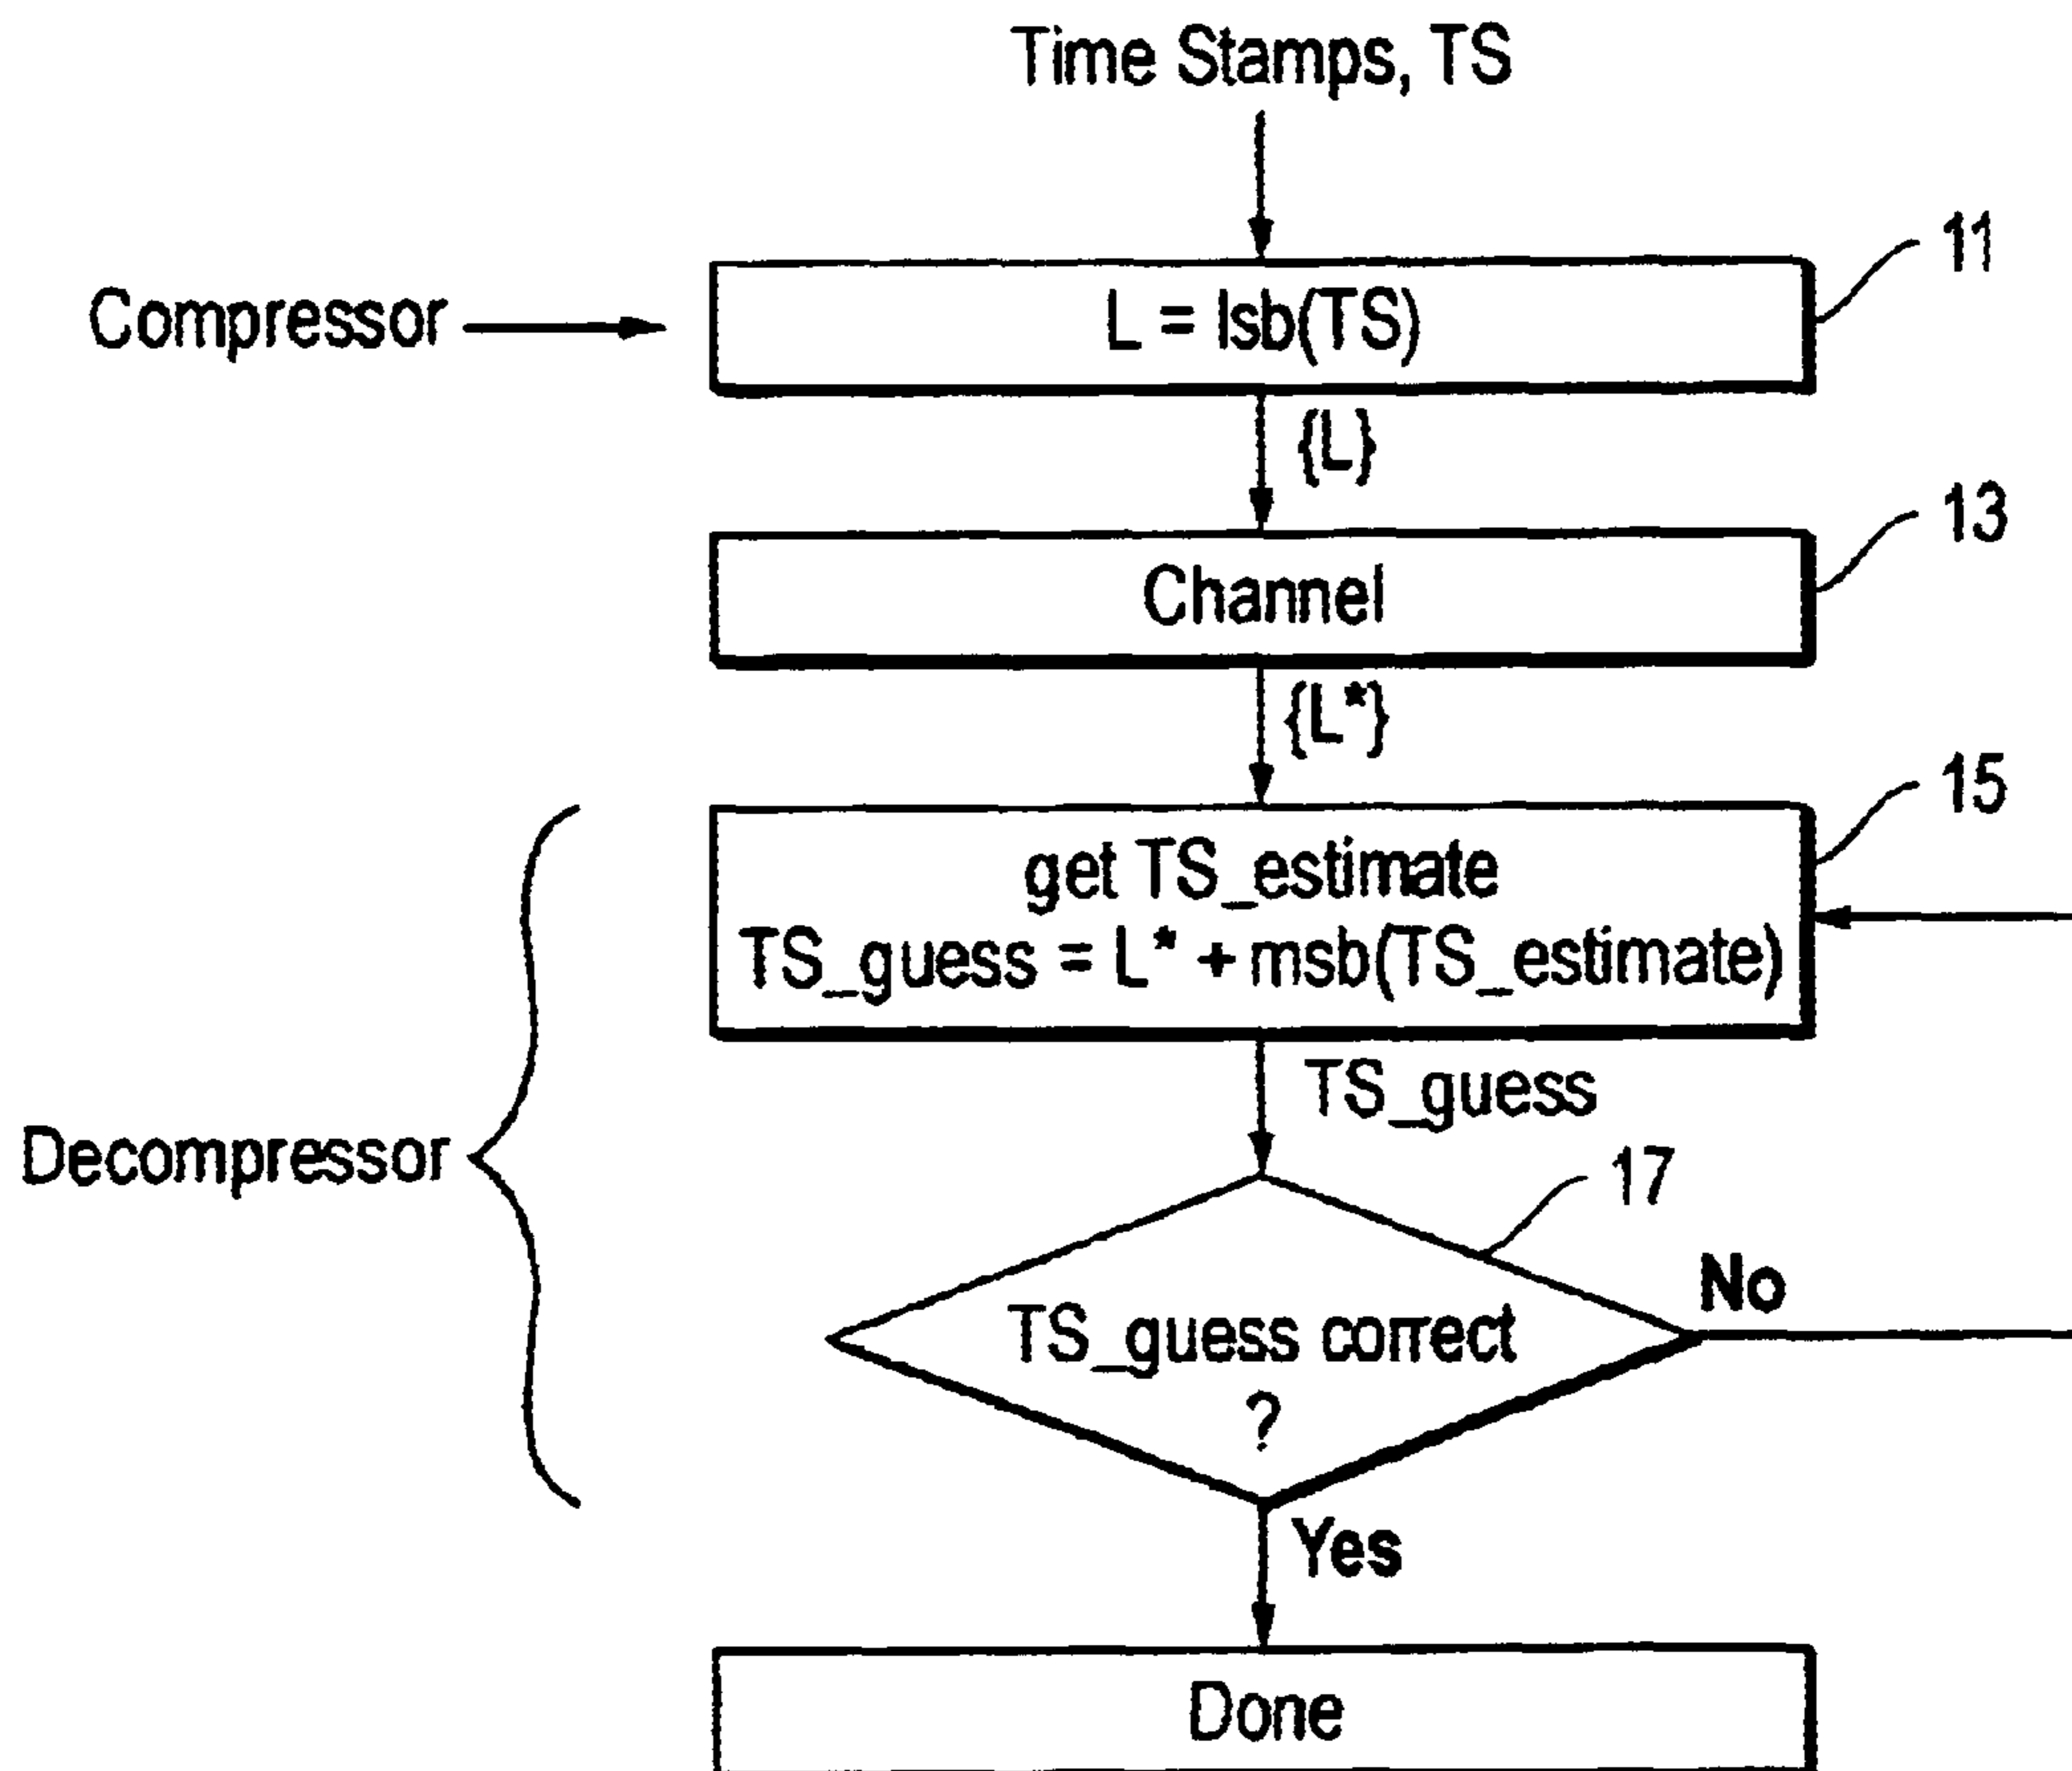 Time Stamps, TS
11
Compressor
L = lsb(TS)
{L}
13
Channel
{L*}
15
get TS_estimate
TS_guess = L* + msb(TS_estimate)
TS_guess
Decompressor
17
No
TS_guess correct
?
Yes
Done